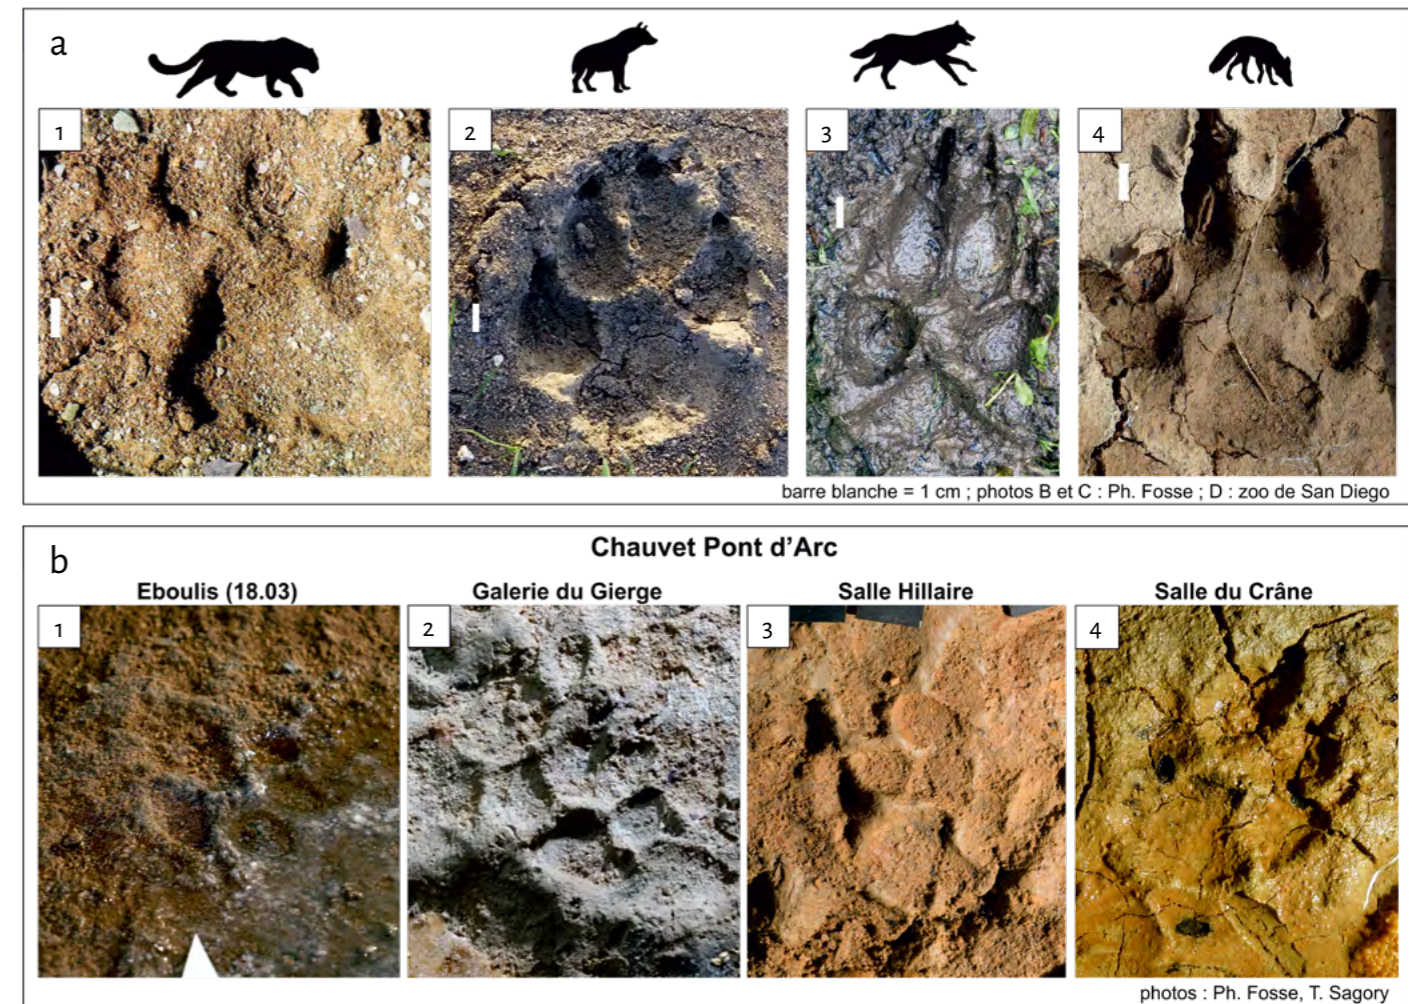 a
1 2 3 4
barre blanche = 1 cm ; photos B et C : Ph. Fosse ; D : zoo de San Diego
b
Chauvet Pont d’Arc
Eboulis (18.03) Galerie du Gierge Salle Hillaire Salle du Crâne
1 2 3 4
photos : Ph. Fosse, T. Sagory